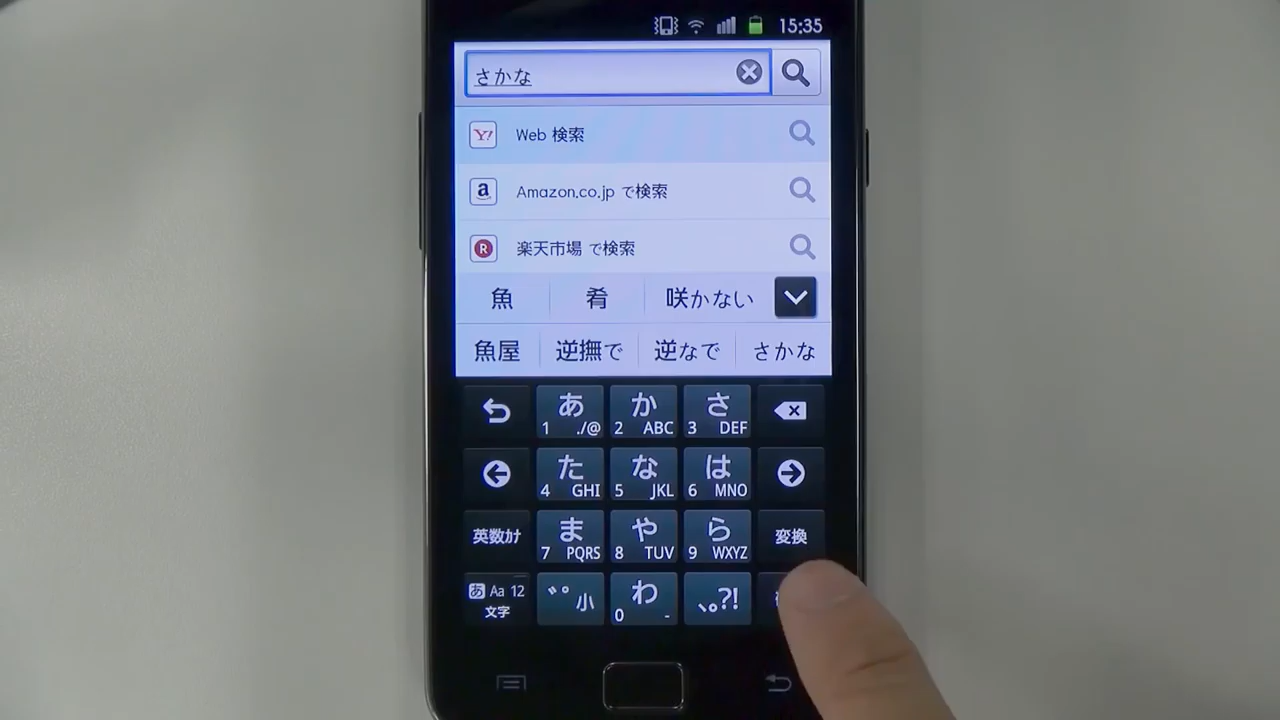 15:35
さかな
Y! Web 検索
a Amazon.co.jp で検索
R 楽天市場 で検索
魚 肴 咲かない
魚屋 逆撫で 逆なで さかな
あ か さ
1 ./@ 2 ABC 3 DEF
た な は
4 GHI 5 JKL 6 MNO
英数カナ ま や ら 変換
7 PQRS 8 TUV 9 WXYZ
あ Aa 12 ゛゜小 わ 、。?!
文字 0 -